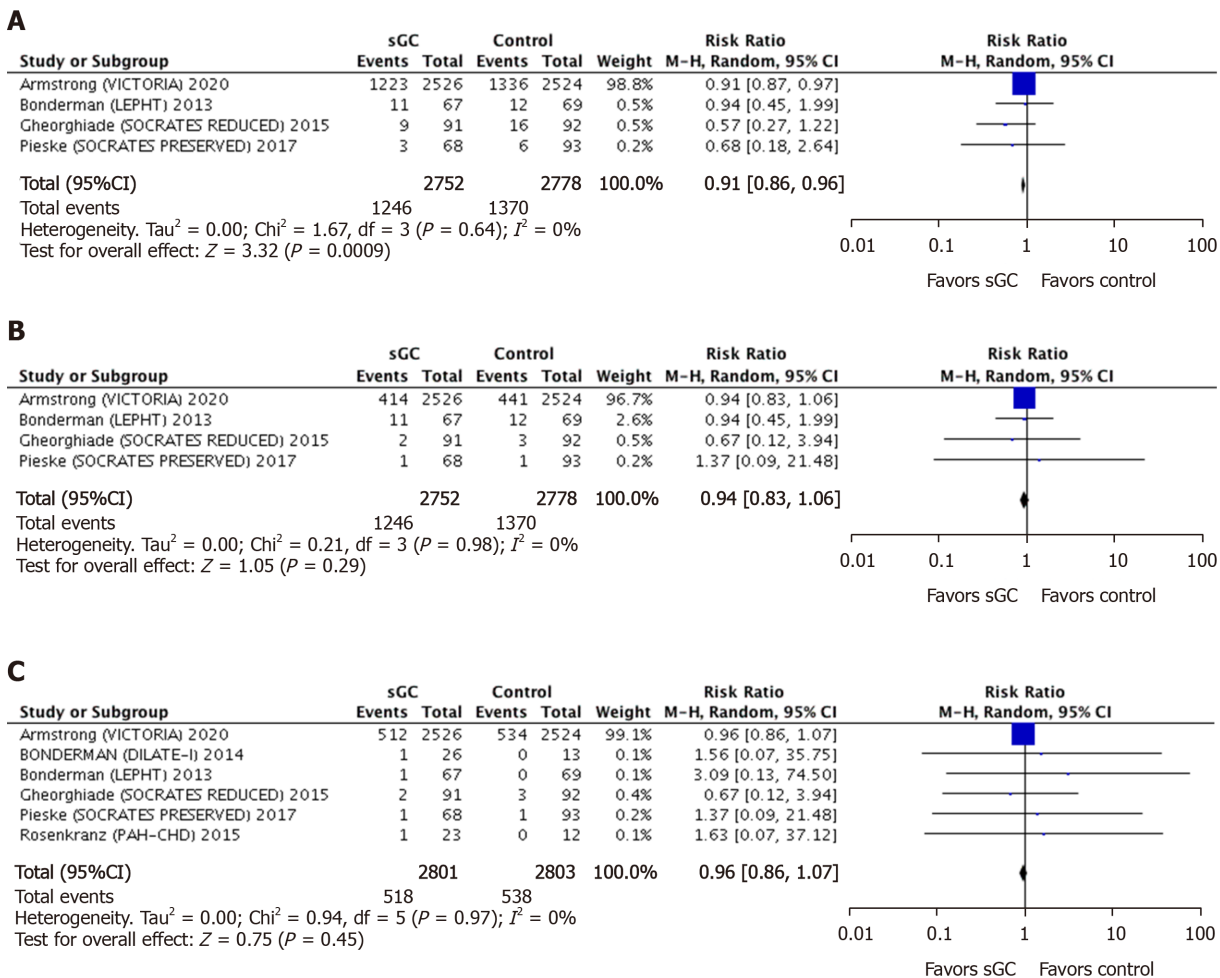 A
sGC Control Risk Ratio Risk Ratio
Study or Subgroup Events Total Events Total Weight M-H, Random, 95% CI M-H, Random, 95% CI
Armstrong (VICTORIA) 2020 1223 2526 1336 2524 98.8% 0.91 [0.87, 0.97]
Bonderman (LEPHT) 2013 11 67 12 69 0.5% 0.94 [0.45, 1.99]
Gheorghiade (SOCRATES REDUCED) 2015 9 91 16 92 0.5% 0.57 [0.27, 1.22]
Pieske (SOCRATES PRESERVED) 2017 3 68 6 93 0.2% 0.68 [0.18, 2.64]
Total (95%CI) 2752 2778 100.0% 0.91 [0.86, 0.96]
Total events 1246 1370
Heterogeneity. Tau² = 0.00; Chi² = 1.67, df = 3 (P = 0.64); I² = 0%
Test for overall effect: Z = 3.32 (P = 0.0009)
0.01 0.1 1 10 100
Favors sGC Favors control
B
sGC Control Risk Ratio Risk Ratio
Study or Subgroup Events Total Events Total Weight M-H, Random, 95% CI M-H, Random, 95% CI
Armstrong (VICTORIA) 2020 414 2526 441 2524 96.7% 0.94 [0.83, 1.06]
Bonderman (LEPHT) 2013 11 67 12 69 2.6% 0.94 [0.45, 1.99]
Gheorghiade (SOCRATES REDUCED) 2015 2 91 3 92 0.5% 0.67 [0.12, 3.94]
Pieske (SOCRATES PRESERVED) 2017 1 68 1 93 0.2% 1.37 [0.09, 21.48]
Total (95%CI) 2752 2778 100.0% 0.94 [0.83, 1.06]
Total events 1246 1370
Heterogeneity. Tau² = 0.00; Chi² = 0.21, df = 3 (P = 0.98); I² = 0%
Test for overall effect: Z = 1.05 (P = 0.29)
0.01 0.1 1 10 100
Favors sGC Favors control
C
sGC Control Risk Ratio Risk Ratio
Study or Subgroup Events Total Events Total Weight M-H, Random, 95% CI M-H, Random, 95% CI
Armstrong (VICTORIA) 2020 512 2526 534 2524 99.1% 0.96 [0.86, 1.07]
BONDERMAN (DILATE-I) 2014 1 26 0 13 0.1% 1.56 [0.07, 35.75]
Bonderman (LEPHT) 2013 1 67 0 69 0.1% 3.09 [0.13, 74.50]
Gheorghiade (SOCRATES REDUCED) 2015 2 91 3 92 0.4% 0.67 [0.12, 3.94]
Pieske (SOCRATES PRESERVED) 2017 1 68 1 93 0.1% 1.37 [0.09, 21.48]
Rosenkranz (PAH-CHD) 2015 1 23 0 12 0.1% 1.63 [0.07, 37.12]
Total (95%CI) 2801 2803 100.0% 0.96 [0.86, 1.07]
Total events 518 538
Heterogeneity. Tau² = 0.00; Chi² = 0.94, df = 5 (P = 0.97); I² = 0%
Test for overall effect: Z = 0.75 (P = 0.45)
0.01 0.1 1 10 100
Favors sGC Favors control